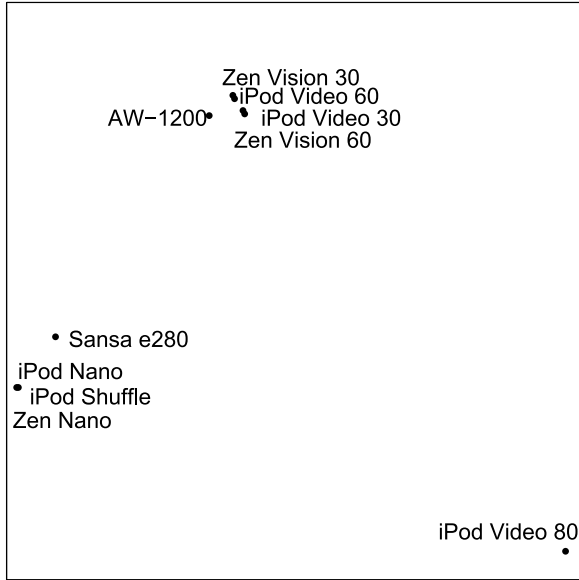 Zen Vision 30
iPod Video 60
AW−1200
iPod Video 30
Zen Vision 60
Sansa e280
iPod Nano
iPod Shuffle
Zen Nano
iPod Video 80